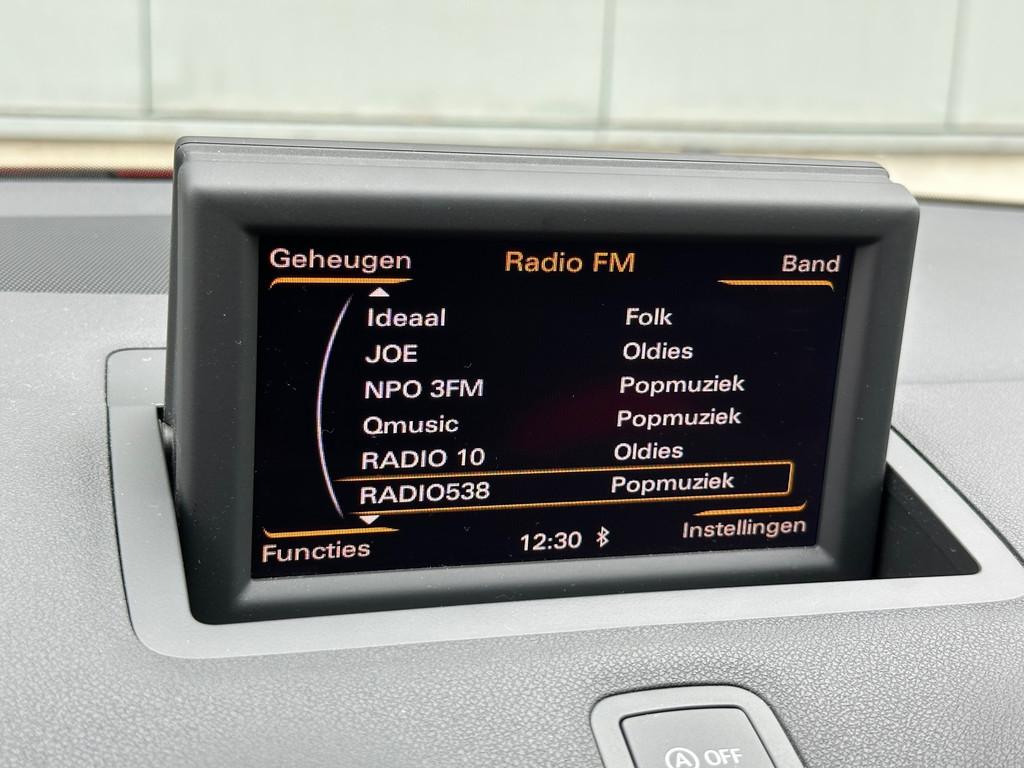 Geheugen Radio FM Band
Ideaal Folk
JOE Oldies
NPO 3FM Popmuziek
Qmusic Popmuziek
RADIO 10 Oldies
RADIO538 Popmuziek
Functies 12:30 Instellingen
A OFF